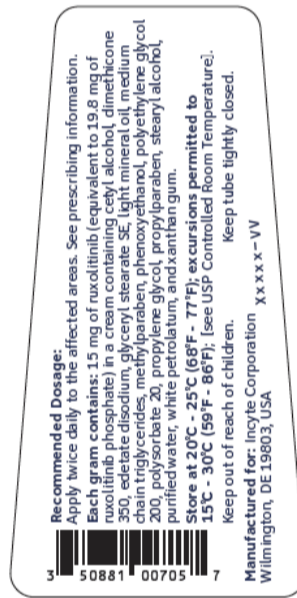 Recommended Dosage:
Apply twice daily to the affected areas. See prescribing information.
Each gram contains: 15 mg of ruxolitinib (equivalent to 19.8 mg of
ruxolitinib phosphate) in a cream containing cetyl alcohol, dimethicone
350, edetate disodium, glyceryl stearate SE, light mineral oil, medium
chain triglycerides, methylparaben, phenoxyethanol, polyethylene glycol
200, polysorbate 20, propylene glycol, propylparaben, stearyl alcohol,
purified water, white petrolatum, and xanthan gum.
Store at 20°C - 25°C (68°F - 77°F); excursions permitted to
15°C - 30°C (59°F - 86°F); [see USP Controlled Room Temperature].
Keep out of reach of children. Keep tube tightly closed.
Manufactured for: Incyte Corporation
Wilmington, DE 19803, USA
XXXXX-VV
3 50881 00705 7